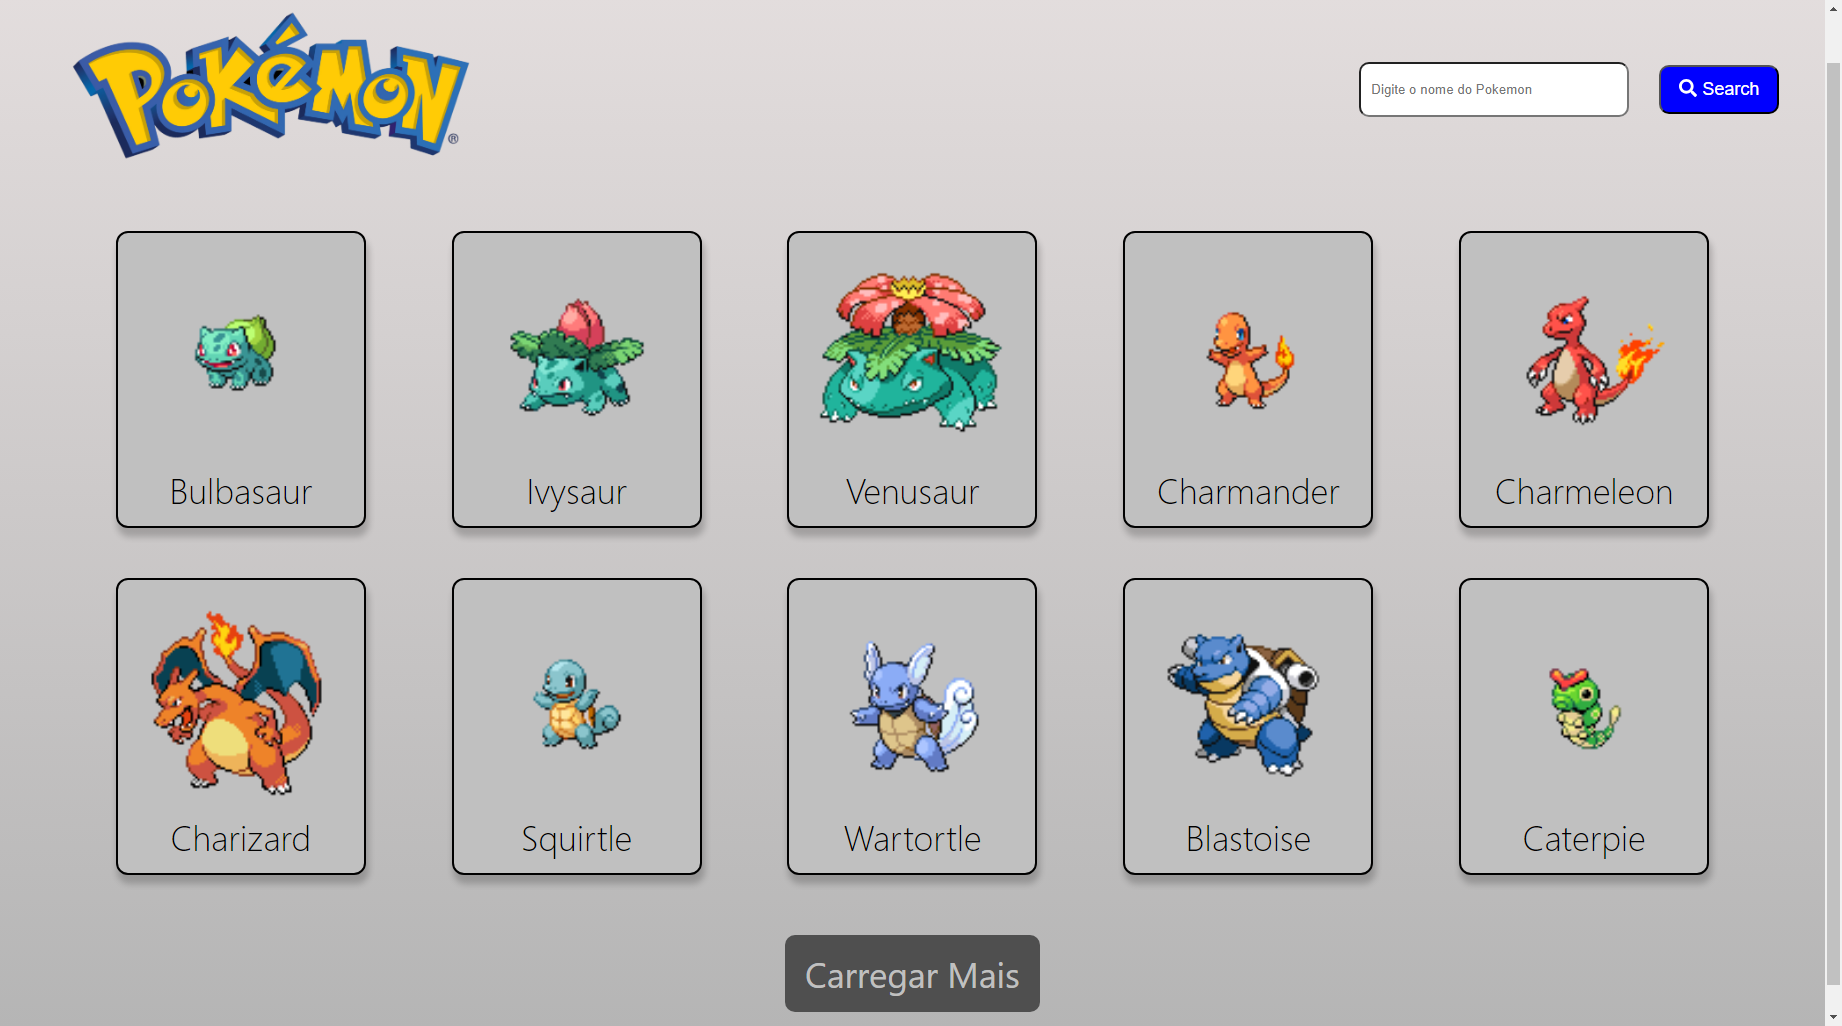 POKéMON®
Digite o nome do Pokemon
Search
Bulbasaur
Ivysaur
Venusaur
Charmander
Charmeleon
Charizard
Squirtle
Wartortle
Blastoise
Caterpie
Carregar Mais